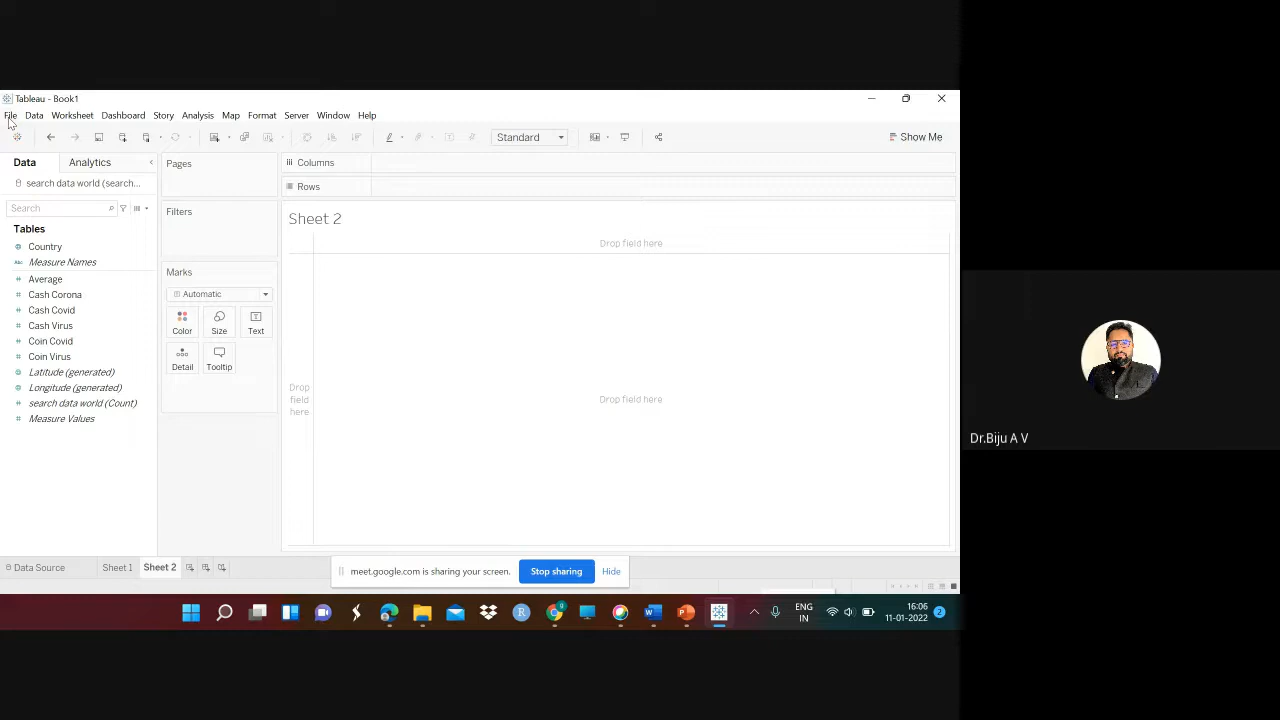 Tableau - Book1
File Data Worksheet Dashboard Story Analysis Map Format Server Window Help
Standard
Show Me
Data Analytics
search data world (search...
Search
Tables
Country
Abc Measure Names
Average
Cash Corona
Cash Covid
Cash Virus
Coin Covid
Coin Virus
Latitude (generated)
Longitude (generated)
search data world (Count)
Measure Values
Pages
Filters
Marks
Automatic
Color Size Text
Detail Tooltip
Columns
Rows
Sheet 2
Drop field here
Drop
field
here
Drop field here
Data Source Sheet 1 Sheet 2
meet.google.com is sharing your screen. Stop sharing Hide
ENG
IN
16:06
11-01-2022
2
Dr.Biju A V